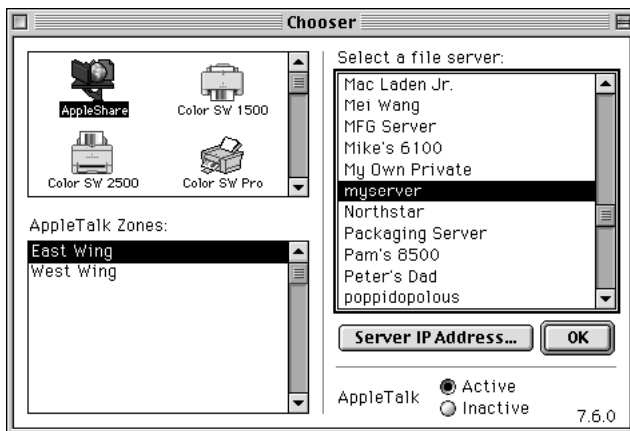 Chooser
AppleShare
Color SW 1500
Color SW 2500
Color SW Pro
AppleTalk Zones:
East Wing
West Wing
Select a file server:
Mac Laden Jr.
Mei Wang
MFG Server
Mike's 6100
My Own Private
myserver
Northstar
Packaging Server
Pam's 8500
Peter's Dad
poppidopolous
Server IP Address...
OK
AppleTalk
Active
Inactive
7.6.0